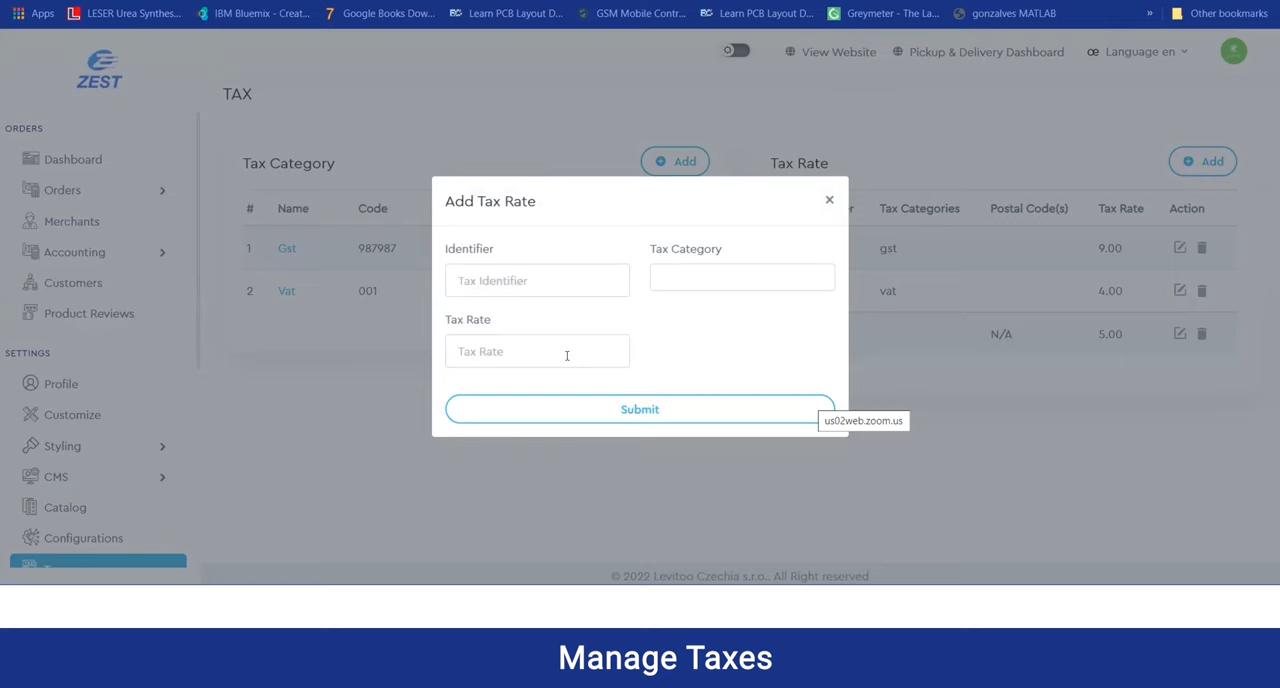 Apps LESER Urea Synthes... IBM Bluemix - Creat... Google Books Dow... Learn PCB Layout D... GSM Mobile Contr... Learn PCB Layout D... Greymeter - The La... gonzalves MATLAB » Other bookmarks
ZEST
View Website Pickup & Delivery Dashboard Language en
TAX
ORDERS
Dashboard
Orders
Merchants
Accounting
Customers
Product Reviews
SETTINGS
Profile
Customize
Styling
CMS
Catalog
Configurations
Tax Category Add
# Name Code
1 Gst 987987
2 Vat 001
Tax Rate Add
Tax Categories Postal Code(s) Tax Rate Action
gst 9.00
vat 4.00
N/A 5.00
Add Tax Rate ×
Identifier Tax Category
Tax Identifier
Tax Rate
Tax Rate
Submit
us02web.zoom.us
© 2022 Levitoo Czechia s.r.o.. All Right reserved
Manage Taxes